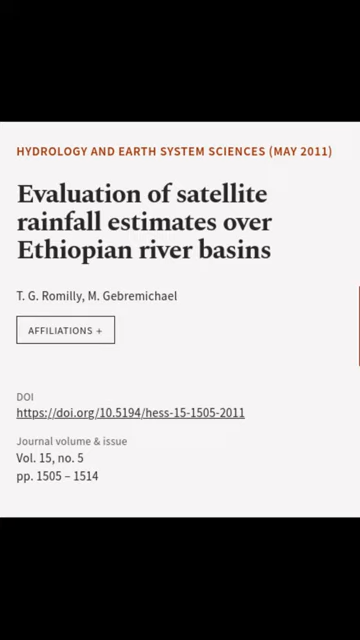 HYDROLOGY AND EARTH SYSTEM SCIENCES (MAY 2011)
Evaluation of satellite
rainfall estimates over
Ethiopian river basins
T. G. Romilly, M. Gebremichael
AFFILIATIONS +
DOI
https://doi.org/10.5194/hess-15-1505-2011
Journal volume & issue
Vol. 15, no. 5
pp. 1505 – 1514